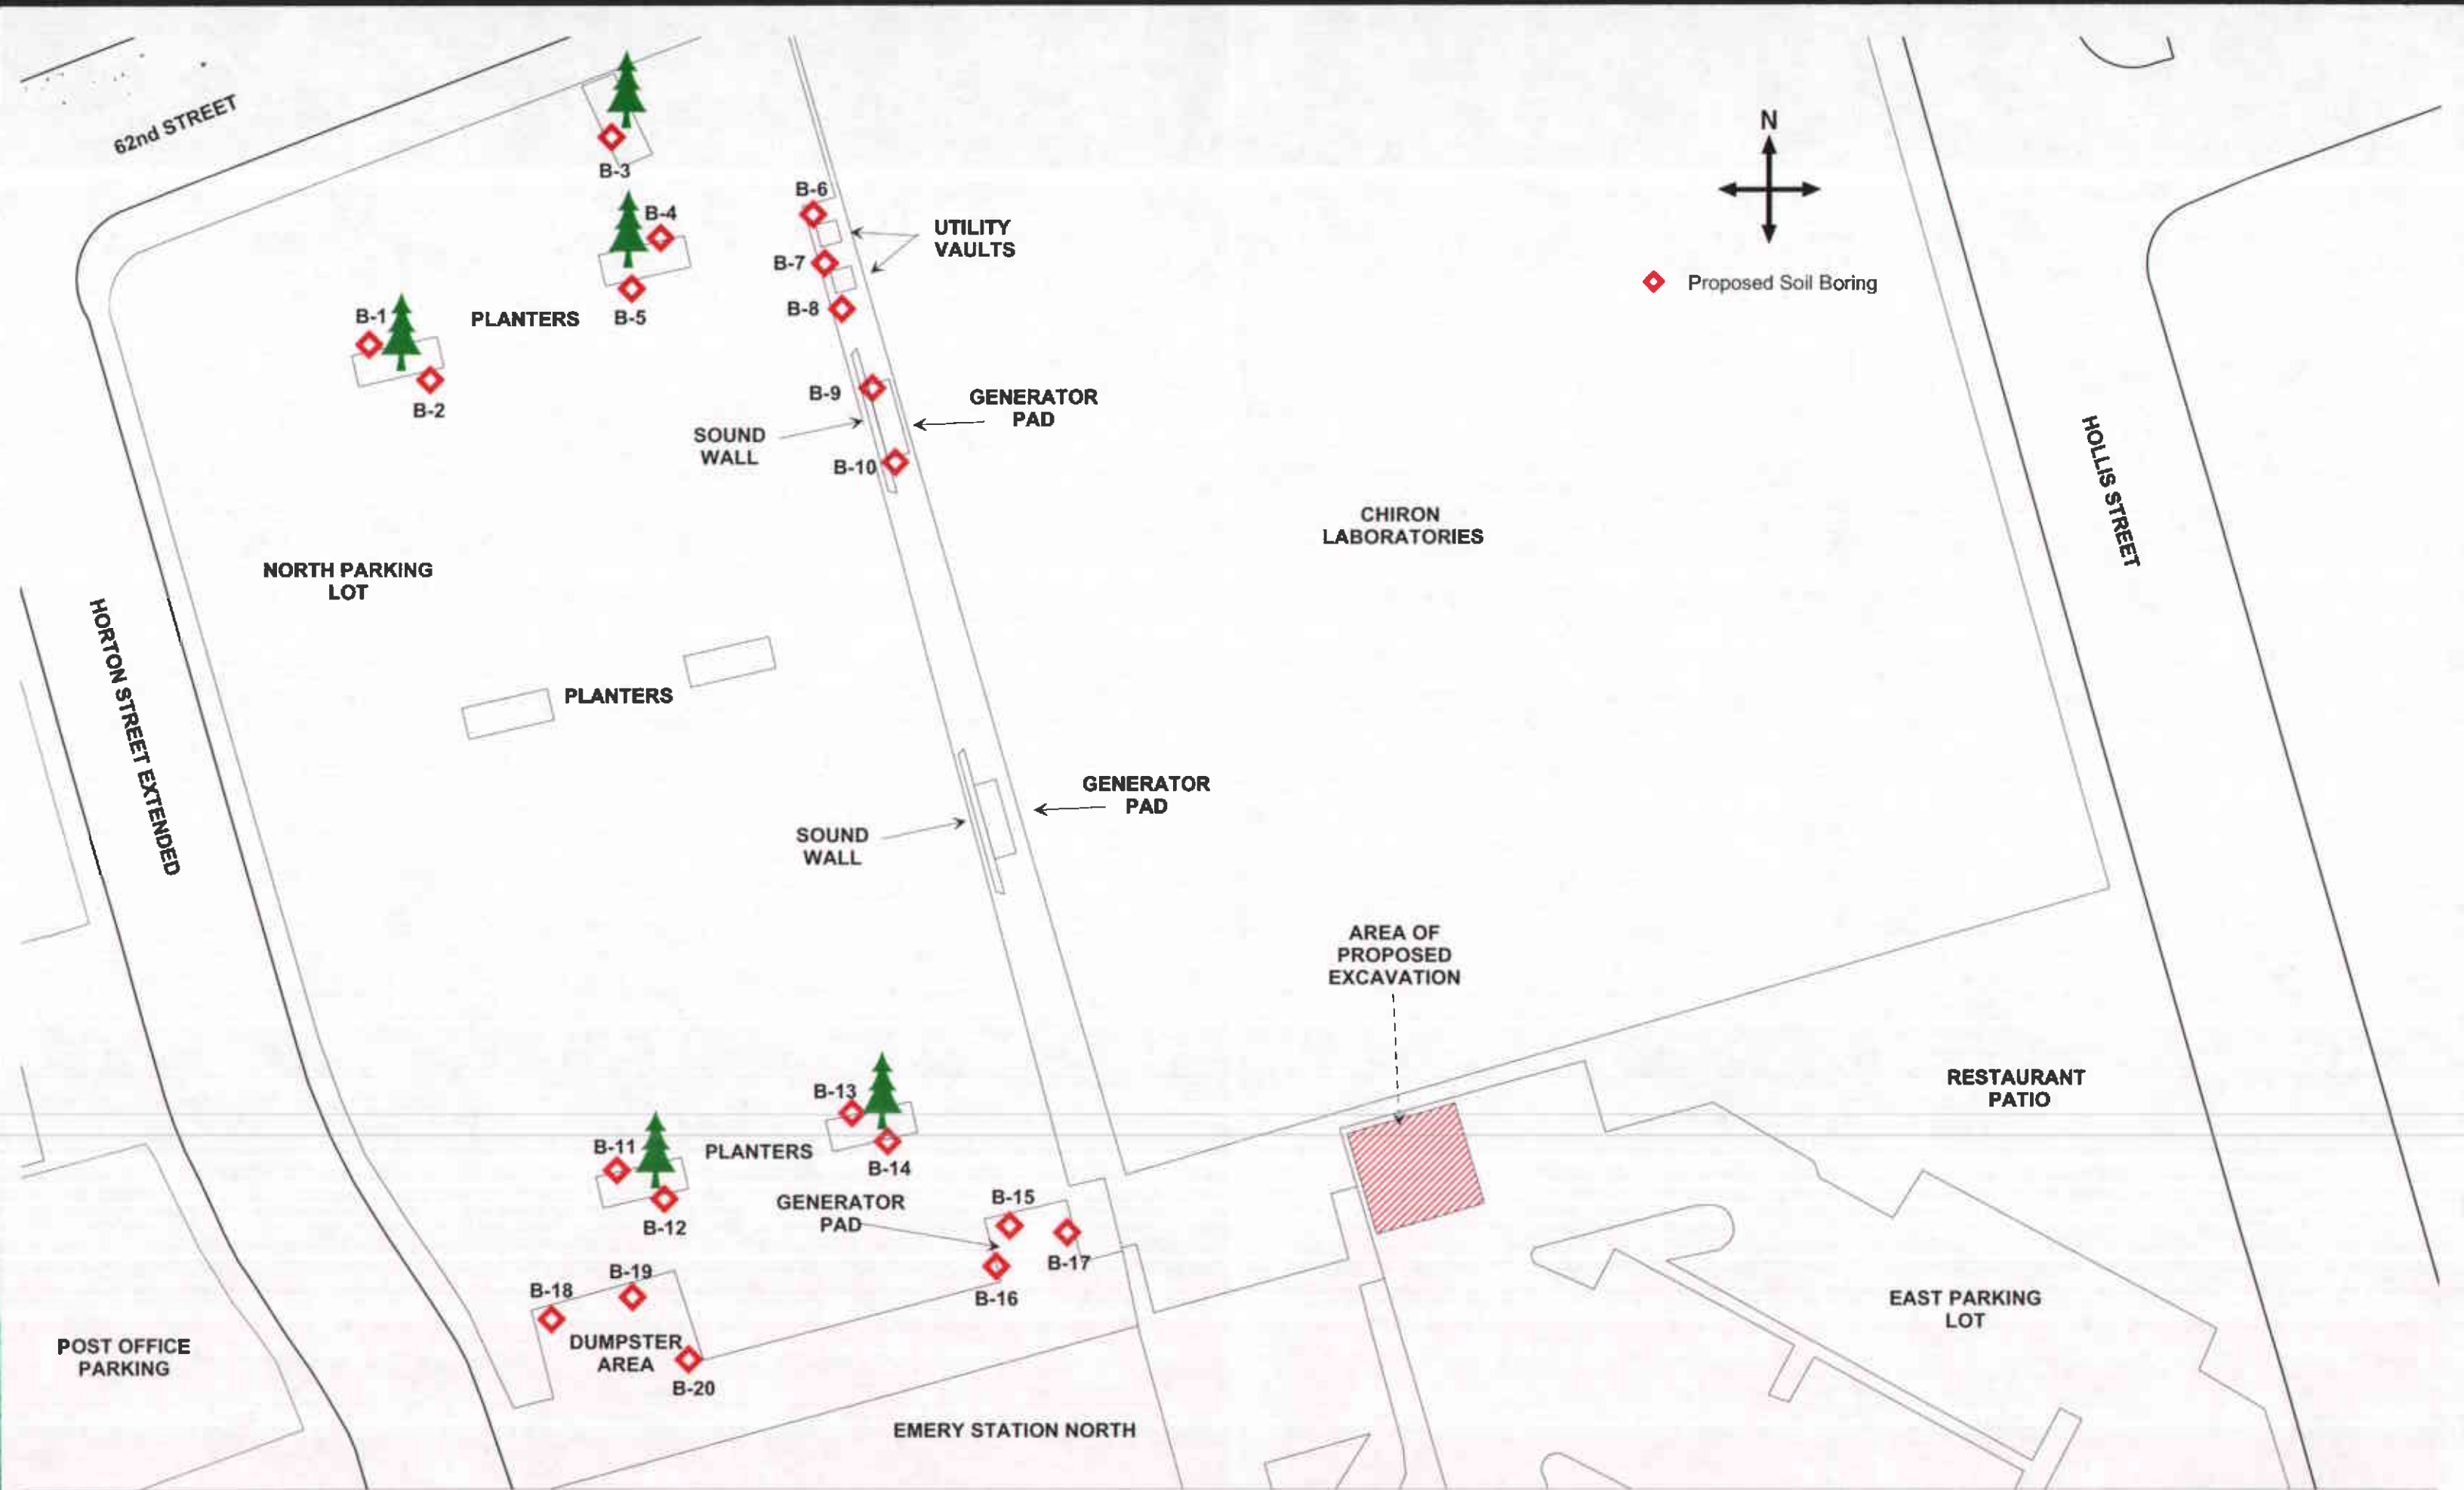 62nd STREET
B-3
B-4
B-5
B-6
B-7
B-8
UTILITY
VAULTS
N
Proposed Soil Boring
B-1
B-2
PLANTERS
B-9
B-10
SOUND
WALL
GENERATOR
PAD
HOLLIS STREET
CHIRON
LABORATORIES
NORTH PARKING
LOT
HORTON STREET EXTENDED
PLANTERS
GENERATOR
PAD
SOUND
WALL
AREA OF
PROPOSED
EXCAVATION
RESTAURANT
PATIO
B-13
B-14
B-11
B-12
PLANTERS
GENERATOR
PAD
B-15
B-16
B-17
B-18
B-19
DUMPSTER
AREA
B-20
POST OFFICE
PARKING
EAST PARKING
LOT
EMERY STATION NORTH